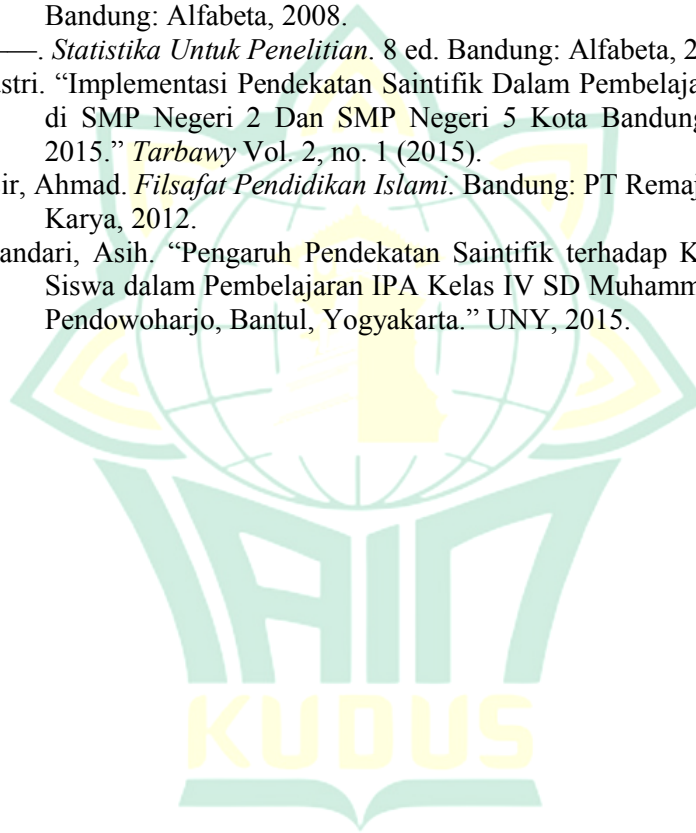 Bandung: Alfabeta, 2008.
———. Statistika Untuk Penelitian. 8 ed. Bandung: Alfabeta, 2
stri. “Implementasi Pendekatan Saintifik Dalam Pembelaja
di SMP Negeri 2 Dan SMP Negeri 5 Kota Bandung
2015.” Tarbawy Vol. 2, no. 1 (2015).
ir, Ahmad. Filsafat Pendidikan Islami. Bandung: PT Remaj
Karya, 2012.
andari, Asih. “Pengaruh Pendekatan Saintifik terhadap K
Siswa dalam Pembelajaran IPA Kelas IV SD Muhamm
Pendowoharjo, Bantul, Yogyakarta.” UNY, 2015.
IAIN
KUDUS